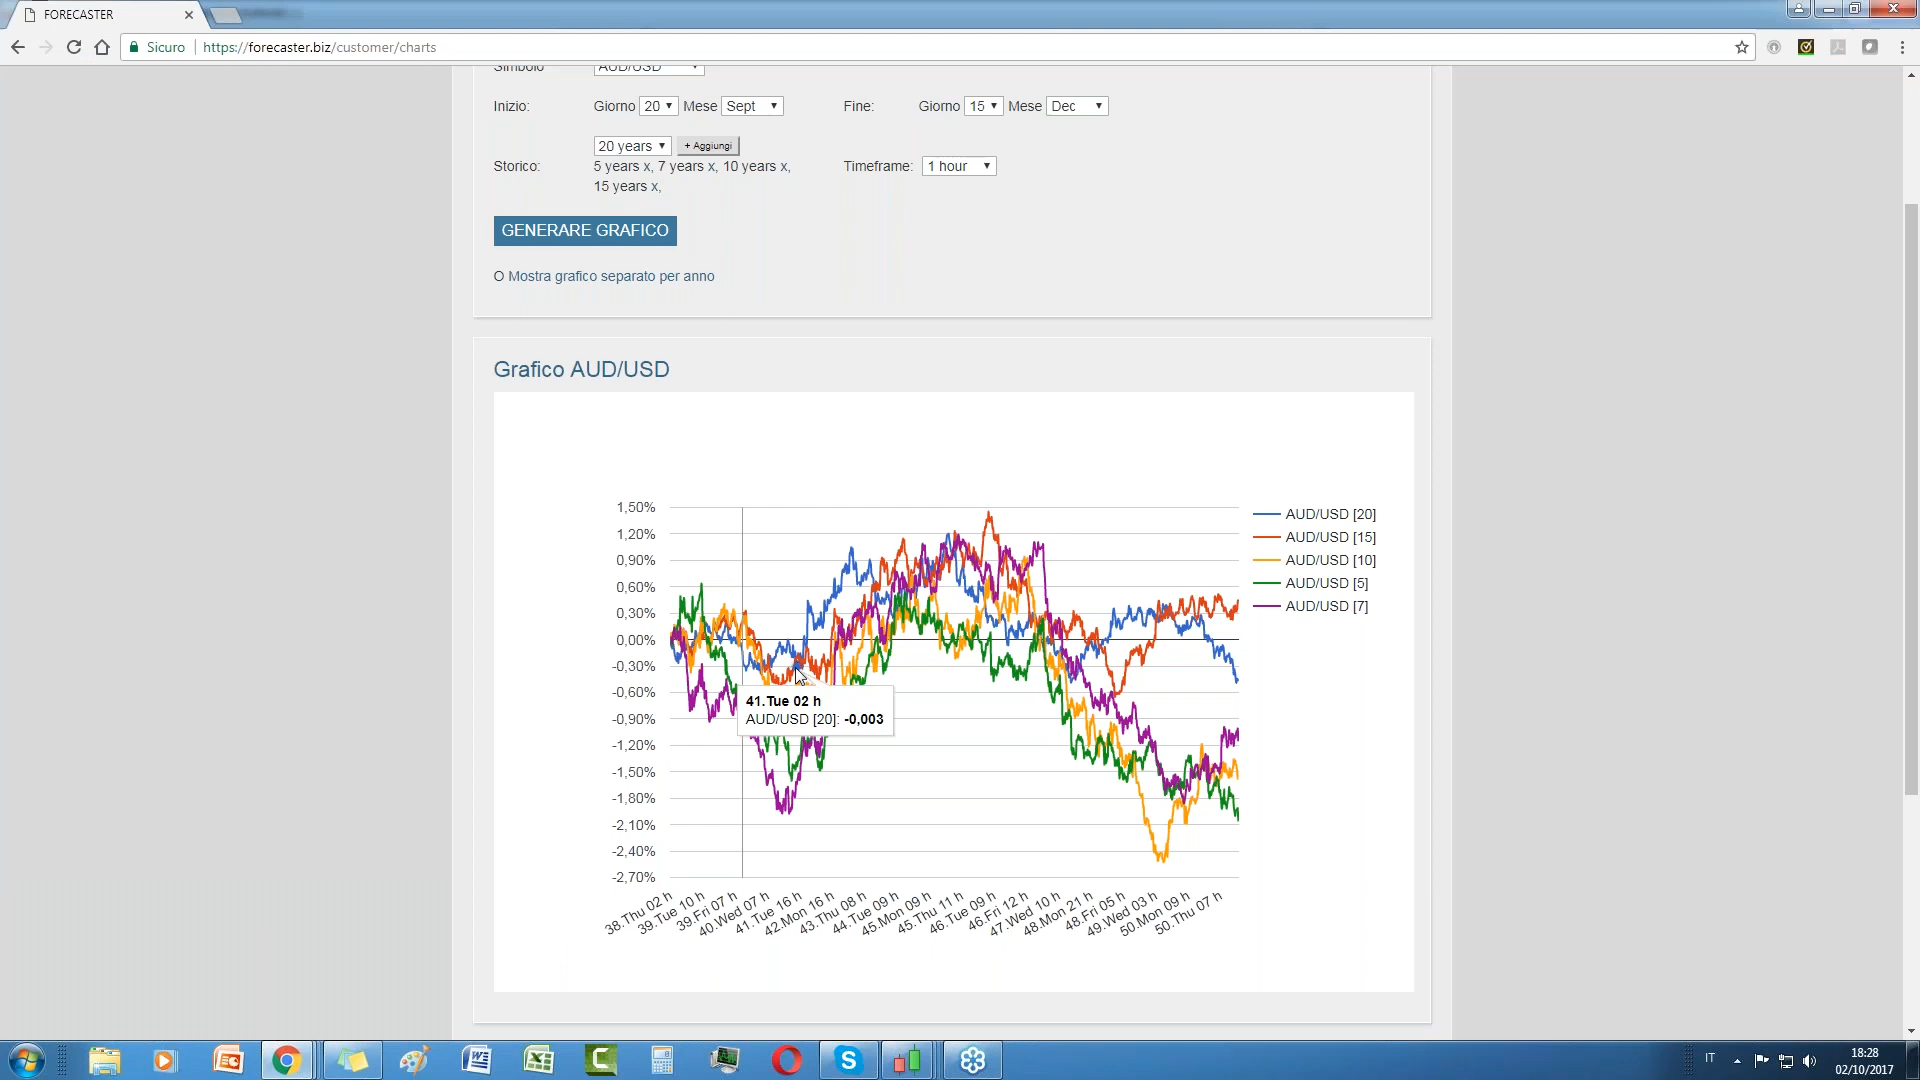 FORECASTER
Sicuro https://forecaster.biz/customer/charts
Simbolo AUD/USD
Inizio: Giorno 20 Mese Sept Fine: Giorno 15 Mese Dec
20 years + Aggiungi
Storico: 5 years x, 7 years x, 10 years x, Timeframe: 1 hour
15 years x,
GENERARE GRAFICO
O Mostra grafico separato per anno
Grafico AUD/USD
1,50%
1,20%
0,90%
0,60%
0,30%
0,00%
-0,30%
-0,60%
-0,90%
-1,20%
-1,50%
-1,80%
-2,10%
-2,40%
-2,70%
AUD/USD [20]
AUD/USD [15]
AUD/USD [10]
AUD/USD [5]
AUD/USD [7]
41.Tue 02 h
AUD/USD [20]: -0,003
38.Thu 02 h
39.Tue 10 h
39.Fri 07 h
40.Wed 07 h
41.Tue 16 h
42.Mon 16 h
43.Thu 08 h
44.Tue 09 h
45.Mon 09 h
45.Thu 11 h
46.Tue 09 h
46.Fri 12 h
47.Wed 10 h
48.Mon 21 h
48.Fri 05 h
49.Wed 03 h
50.Mon 09 h
50.Thu 07 h
IT
18:28
02/10/2017